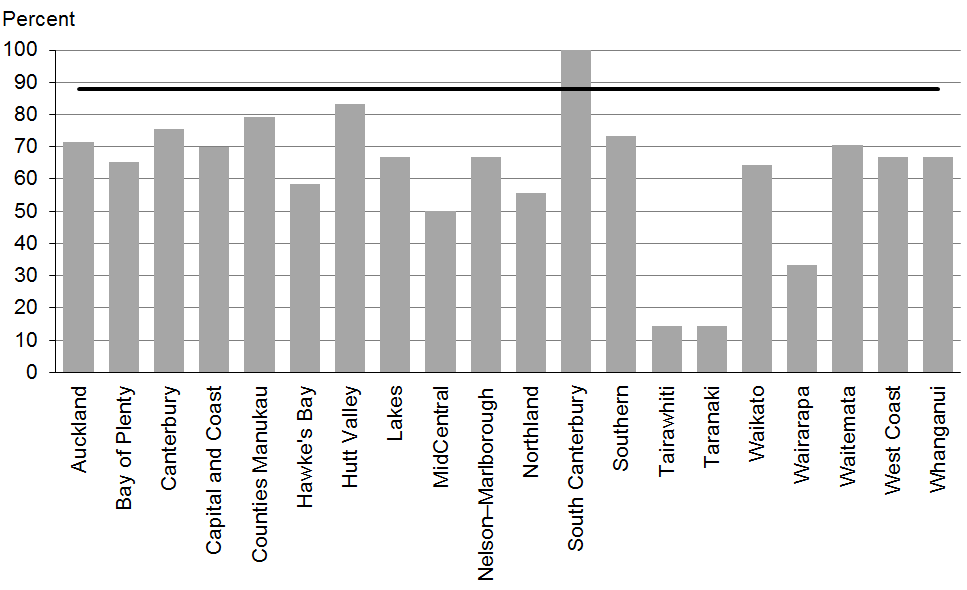 Percent
100
90
80
70
60
50
40
30
20
10
0
Auckland
Bay of Plenty
Canterbury
Capital and Coast
Counties Manukau
Hawke's Bay
Hutt Valley
Lakes
MidCentral
Nelson–Marlborough
Northland
South Canterbury
Southern
Tairawhiti
Taranaki
Waikato
Wairarapa
Waitemata
West Coast
Whanganui